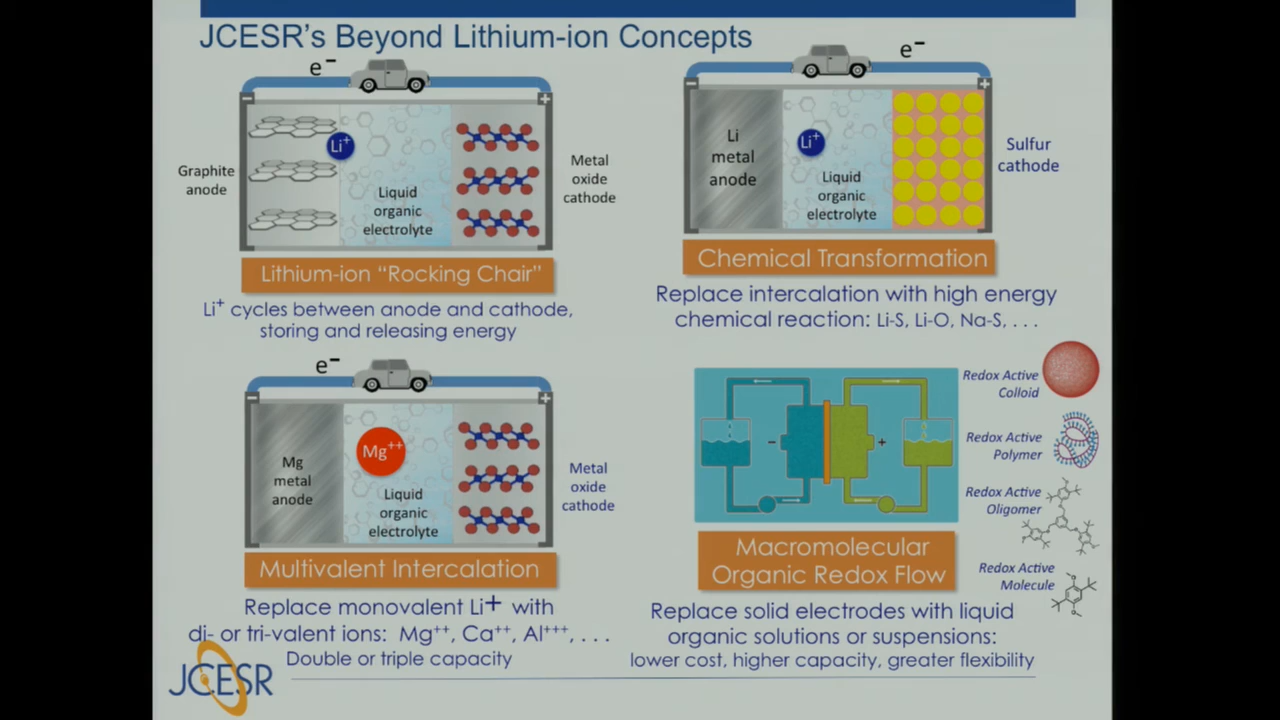 JCESR's Beyond Lithium-ion Concepts
e−
Graphite
anode
Li+
Liquid
organic
electrolyte
Metal
oxide
cathode
− +
Lithium-ion “Rocking Chair”
Li+ cycles between anode and cathode,
storing and releasing energy
e−
− +
Li
metal
anode
Li+
Liquid
organic
electrolyte
Sulfur
cathode
Chemical Transformation
Replace intercalation with high energy
chemical reaction: Li-S, Li-O, Na-S, . . .
e−
− +
Mg
metal
anode
Mg++
Liquid
organic
electrolyte
Metal
oxide
cathode
Multivalent Intercalation
Replace monovalent Li+ with
di- or tri-valent ions: Mg++, Ca++, Al+++, . . .
Double or triple capacity
− +
Redox Active
Colloid
Redox Active
Polymer
Redox Active
Oligomer
Redox Active
Molecule
Macromolecular
Organic Redox Flow
Replace solid electrodes with liquid
organic solutions or suspensions:
lower cost, higher capacity, greater flexibility
JCESR